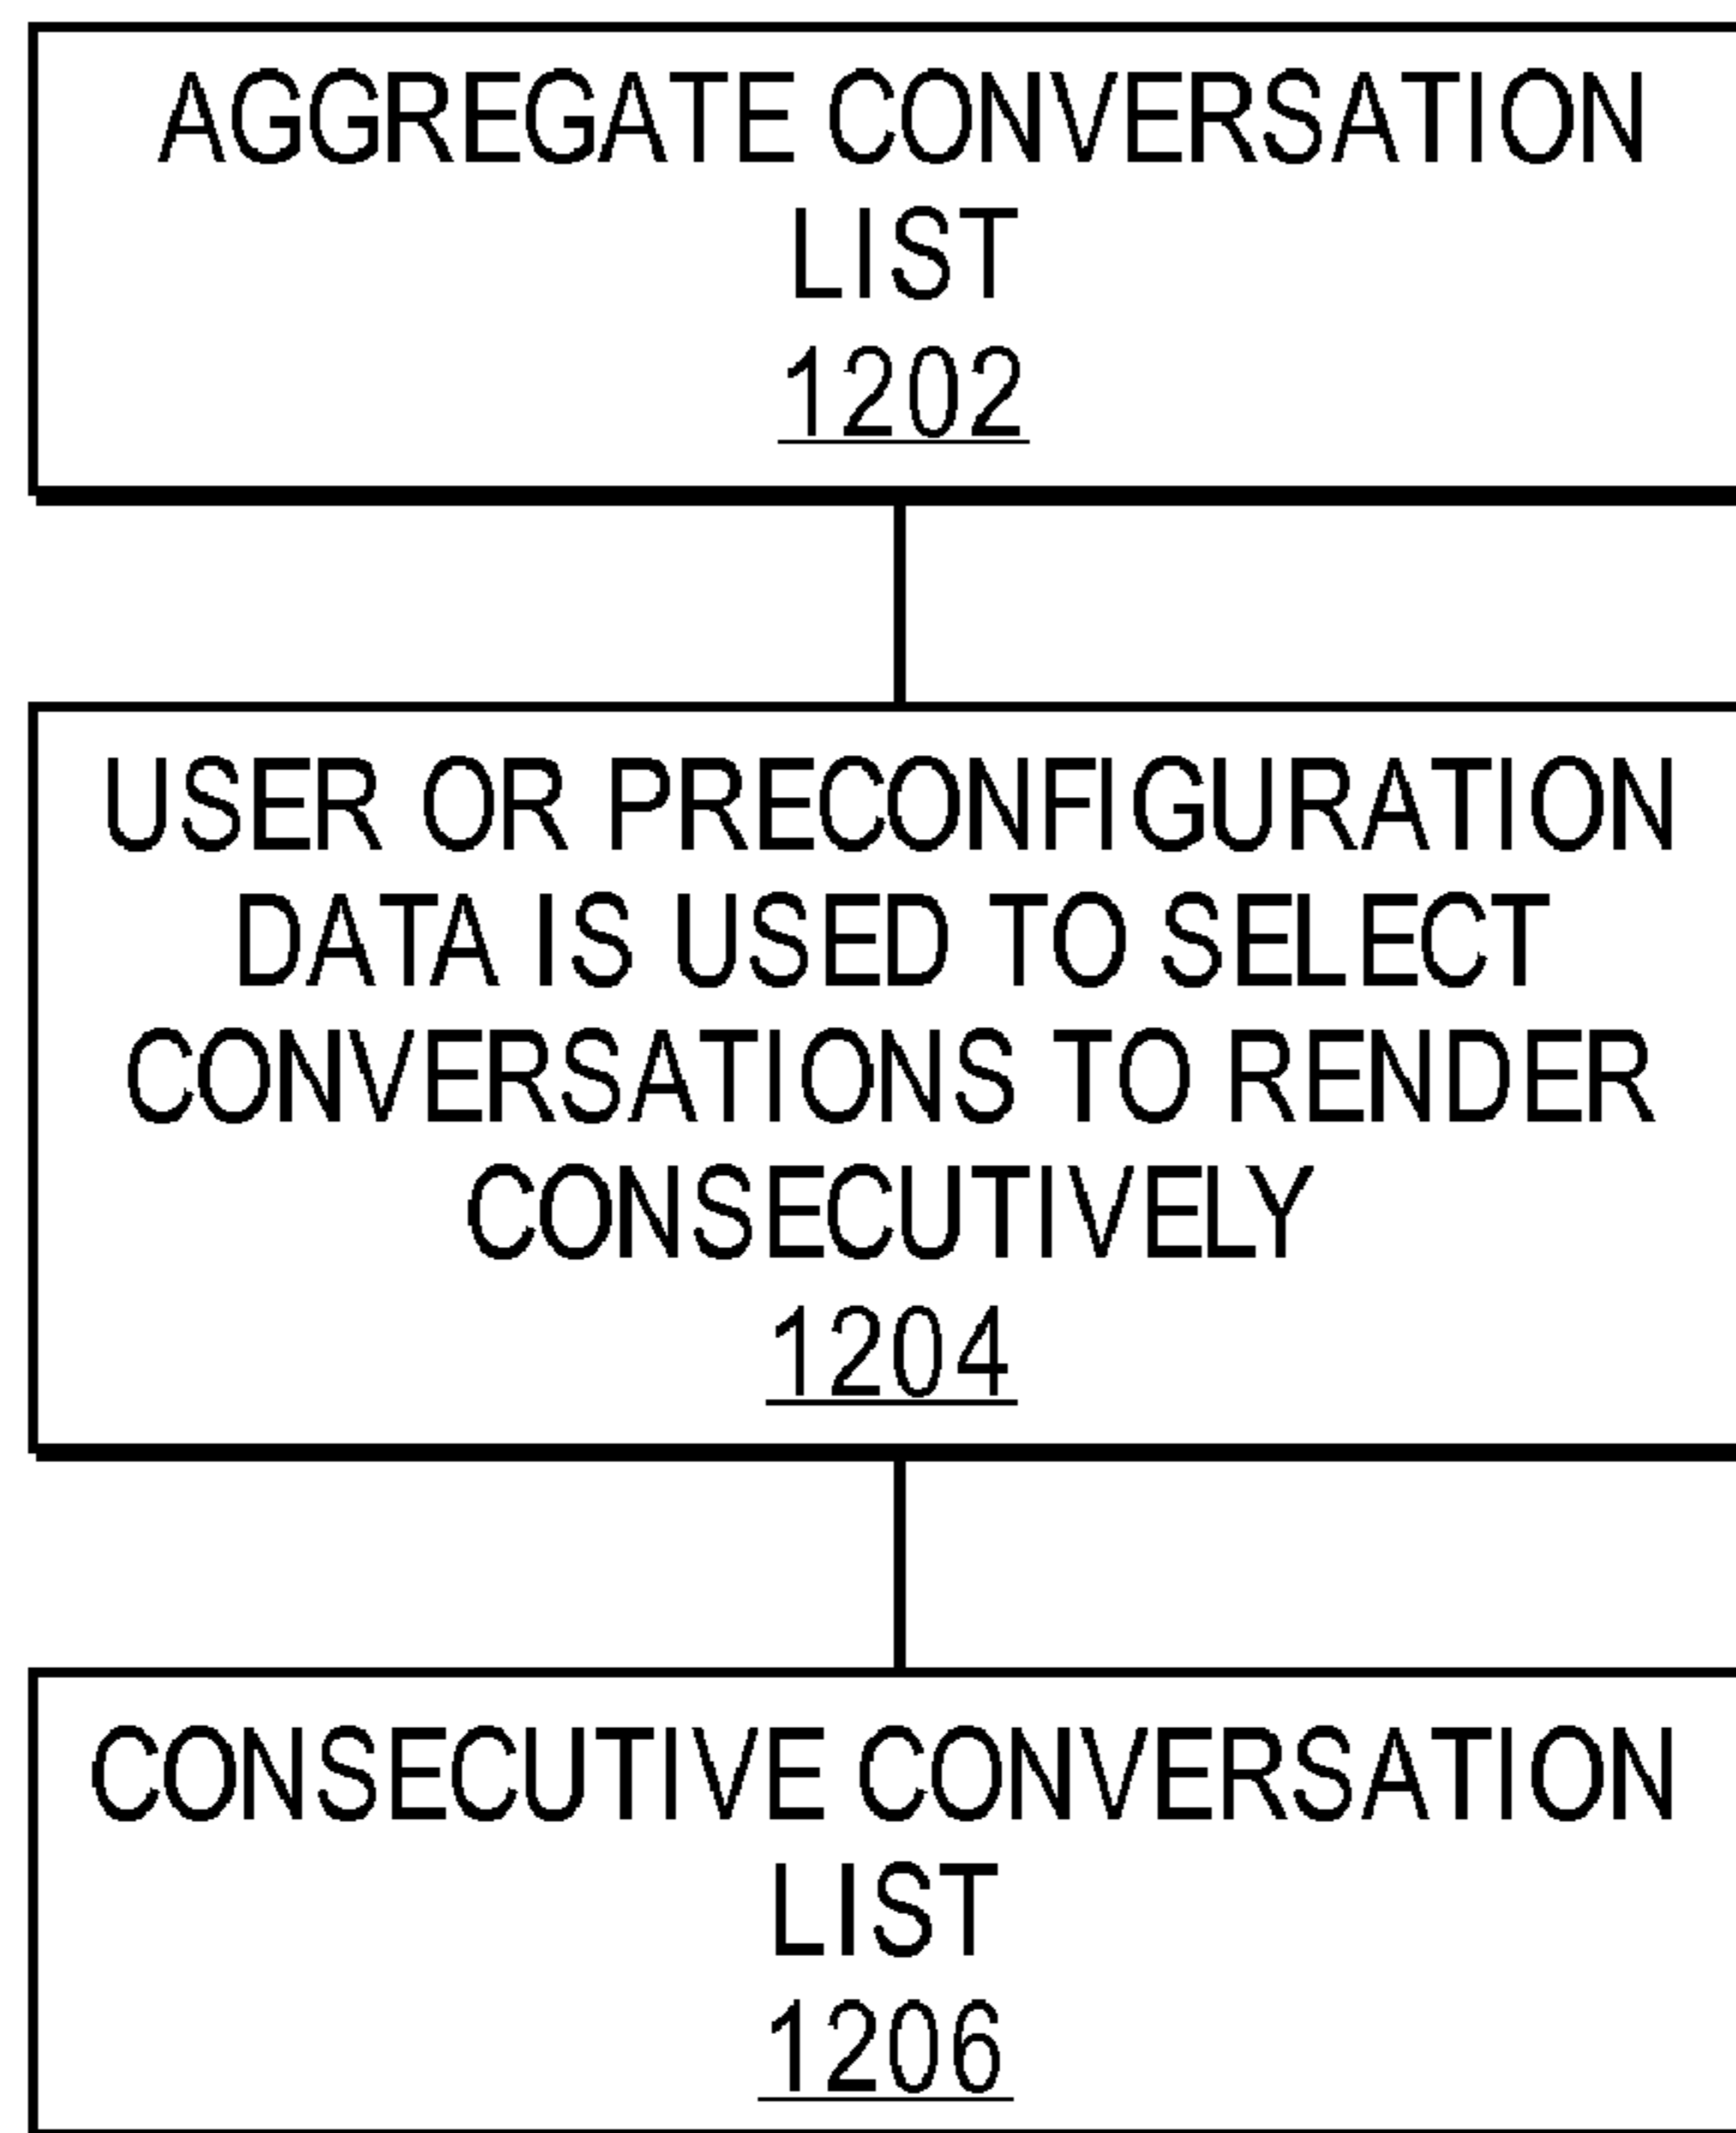 AGGREGATE CONVERSATION
LIST
1202
USER OR PRECONFIGURATION
DATA IS USED TO SELECT
CONVERSATIONS TO RENDER
CONSECUTIVELY
1204
CONSECUTIVE CONVERSATION
LIST
1206